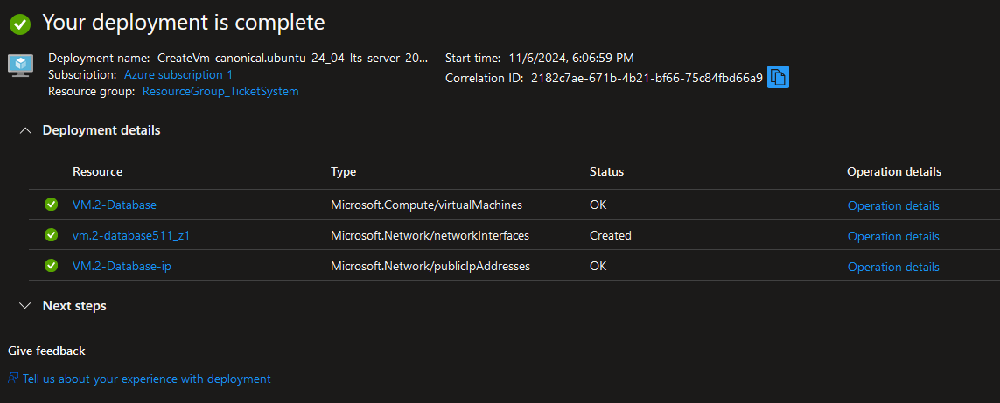 Your deployment is complete
Deployment name: CreateVm-canonical.ubuntu-24_04-lts-server-20... Start time: 11/6/2024, 6:06:59 PM
Subscription: Azure subscription 1 Correlation ID: 2182c7ae-671b-4b21-bf66-75c84fbd66a9
Resource group: ResourceGroup_TicketSystem
Deployment details
Resource Type Status Operation details
VM.2-Database Microsoft.Compute/virtualMachines OK Operation details
vm.2-database511_z1 Microsoft.Network/networkInterfaces Created Operation details
VM.2-Database-ip Microsoft.Network/publicIpAddresses OK Operation details
Next steps
Give feedback
Tell us about your experience with deployment